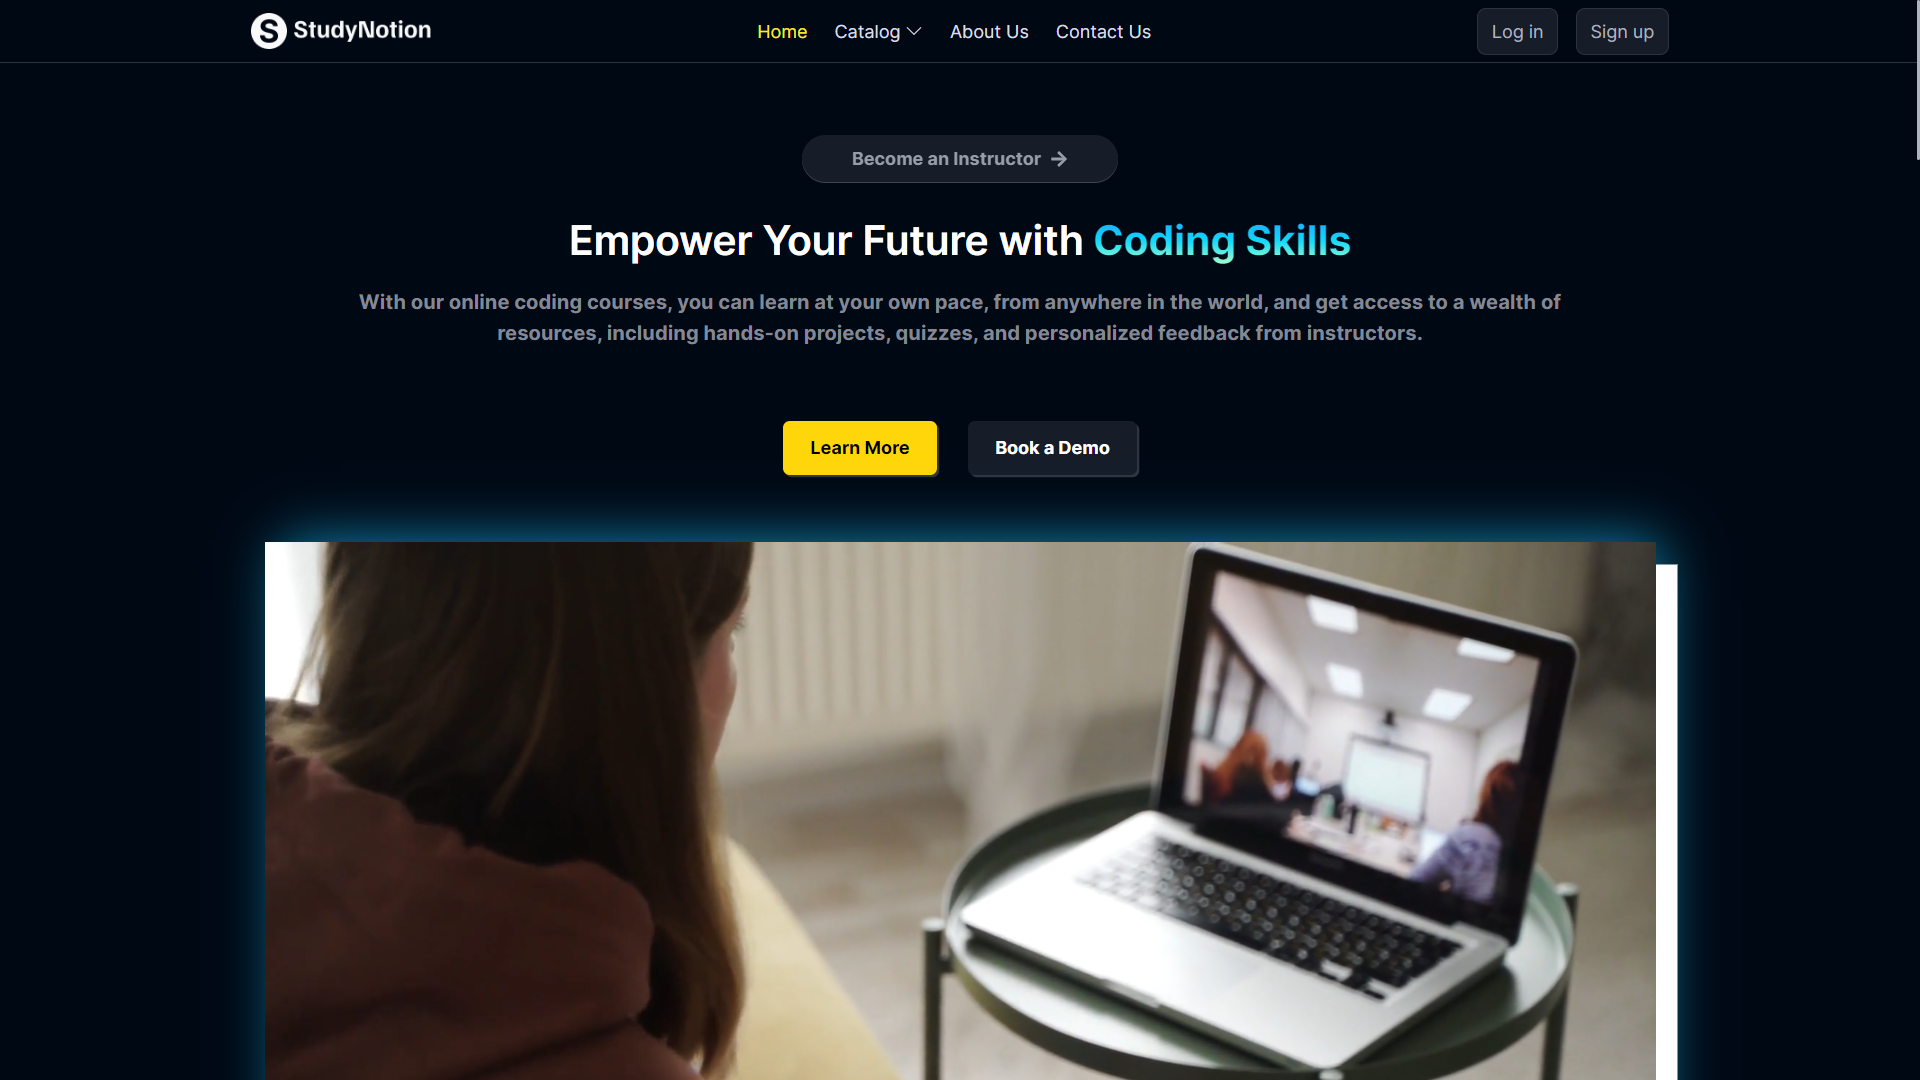 StudyNotion
Home Catalog About Us Contact Us
Log in Sign up
Become an Instructor
Empower Your Future with Coding Skills
With our online coding courses, you can learn at your own pace, from anywhere in the world, and get access to a wealth of
resources, including hands-on projects, quizzes, and personalized feedback from instructors.
Learn More Book a Demo